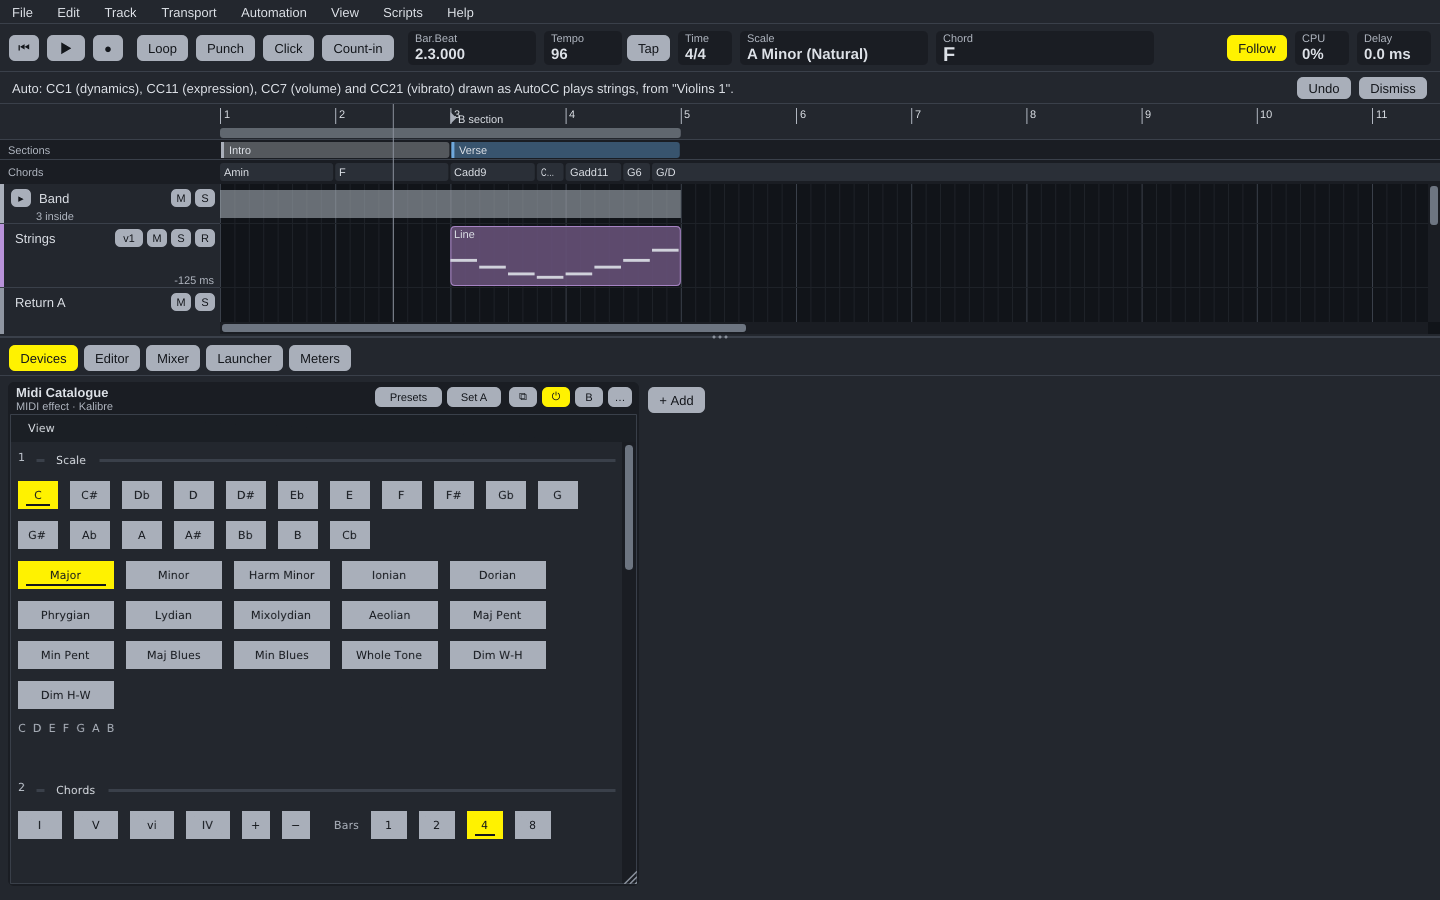 File Edit Track Transport Automation View Scripts Help
Loop Punch Click Count-in Bar.Beat 2.3.000 Tempo 96 Tap Time 4/4 Scale A Minor (Natural) Chord F Follow CPU 0% Delay 0.0 ms
Auto: CC1 (dynamics), CC11 (expression), CC7 (volume) and CC21 (vibrato) drawn as AutoCC plays strings, from "Violins 1". Undo Dismiss
1 2 3 B section 4 5 6 7 8 9 10 11
Sections Intro Verse
Chords Amin F Cadd9 C... Gadd11 G6 G/D
Band M S
3 inside
Strings v1 M S R Line
-125 ms
Return A M S
Devices Editor Mixer Launcher Meters
Midi Catalogue Presets Set A B ... + Add
MIDI effect · Kalibre
View
1 Scale
C C# Db D D# Eb E F F# Gb G
G# Ab A A# Bb B Cb
Major Minor Harm Minor Ionian Dorian
Phrygian Lydian Mixolydian Aeolian Maj Pent
Min Pent Maj Blues Min Blues Whole Tone Dim W-H
Dim H-W
C D E F G A B
2 Chords
I V vi IV + − Bars 1 2 4 8